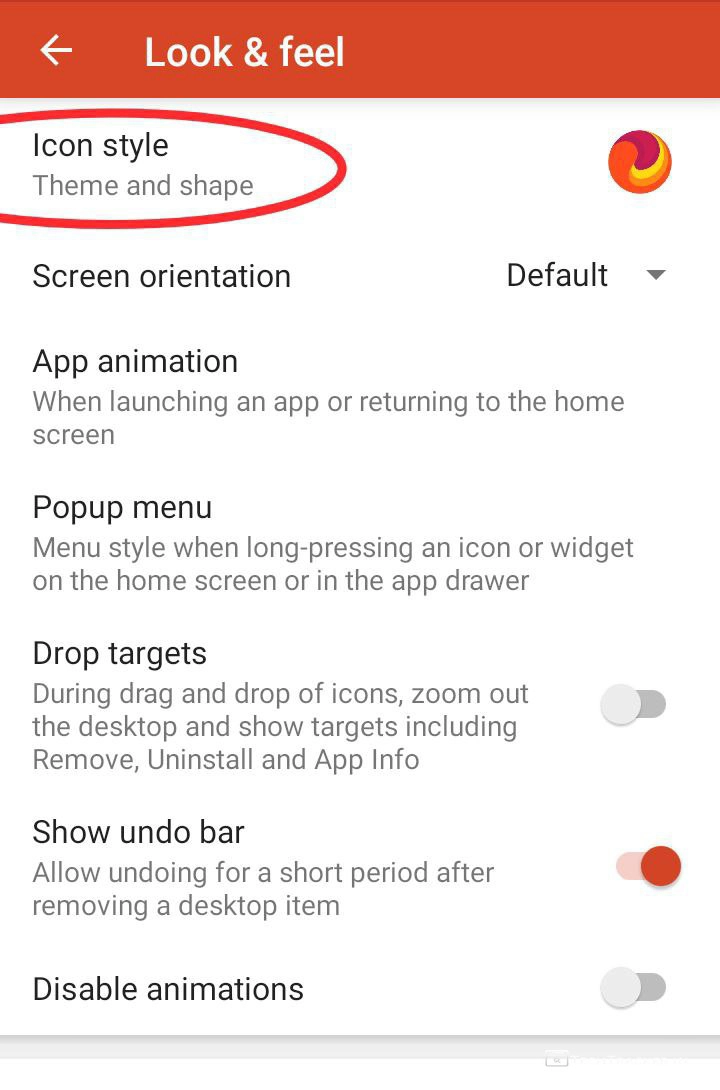 Look & feel
Icon style
Theme and shape
Screen orientation
Default
App animation
When launching an app or returning to the home
screen
Popup menu
Menu style when long-pressing an icon or widget
on the home screen or in the app drawer
Drop targets
During drag and drop of icons, zoom out
the desktop and show targets including
Remove, Uninstall and App Info
Show undo bar
Allow undoing for a short period after
removing a desktop item
Disable animations